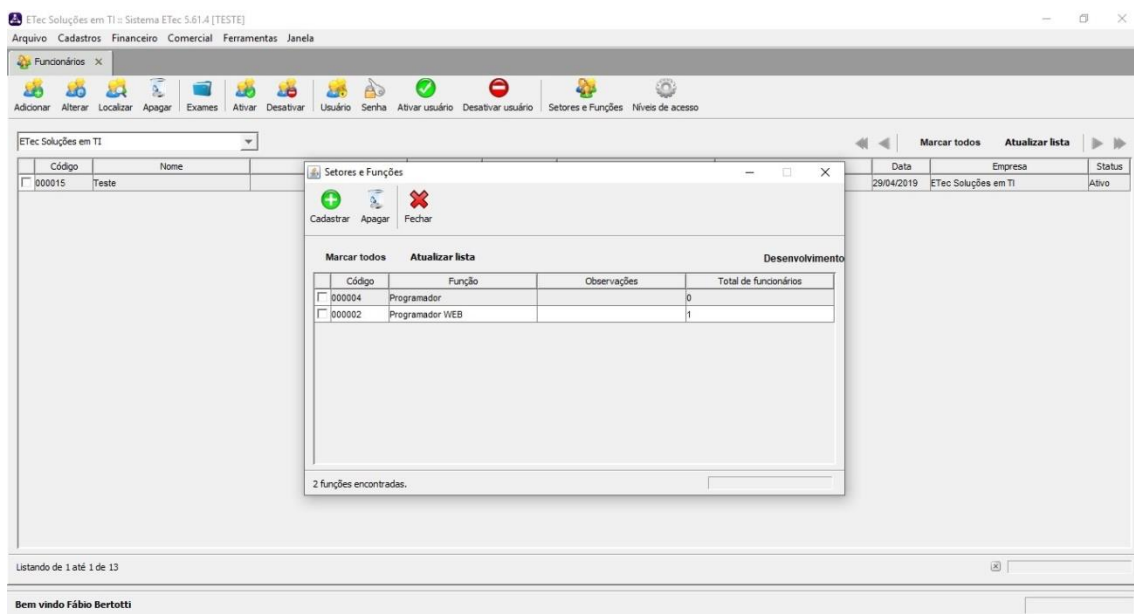 ETec Soluções em TI :: Sistema ETec 5.61.4 [TESTE]
Arquivo Cadastros Financeiro Comercial Ferramentas Janela
Funcionários
Adicionar Alterar Localizar Apagar Exames Ativar Desativar Usuário Senha Ativar usuário Desativar usuário Setores e Funções Níveis de acesso
ETec Soluções em TI Marcar todos Atualizar lista
Código Nome Data Empresa Status
000015 Teste 29/04/2019 ETec Soluções em TI Ativo
Setores e Funções
Cadastrar Apagar Fechar
Marcar todos Atualizar lista Desenvolvimento
Código Função Observações Total de funcionários
000004 Programador 0
000002 Programador WEB 1
2 funções encontradas.
Listando de 1 até 1 de 13
Bem vindo Fábio Bertotti